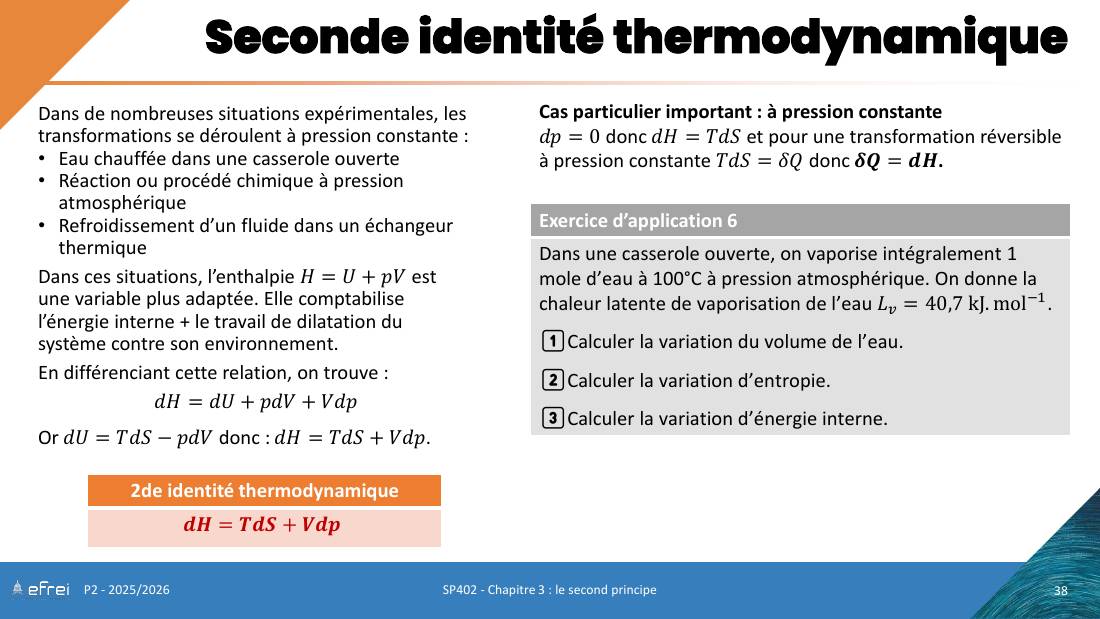 Seconde identité thermodynamique
Dans de nombreuses situations expérimentales, les
transformations se déroulent à pression constante :
• Eau chauffée dans une casserole ouverte
• Réaction ou procédé chimique à pression
atmosphérique
• Refroidissement d’un fluide dans un échangeur
thermique
Dans ces situations, l’enthalpie H = U + pV est
une variable plus adaptée. Elle comptabilise
l’énergie interne + le travail de dilatation du
système contre son environnement.
En différenciant cette relation, on trouve :
dH = dU + pdV + Vdp
Or dU = TdS − pdV donc : dH = TdS + Vdp.
2de identité thermodynamique
dH = TdS + Vdp
Cas particulier important : à pression constante
dp = 0 donc dH = TdS et pour une transformation réversible
à pression constante TdS = δQ donc δQ = dH.
Exercice d’application 6
Dans une casserole ouverte, on vaporise intégralement 1
mole d’eau à 100°C à pression atmosphérique. On donne la
chaleur latente de vaporisation de l’eau Lᵥ = 40,7 kJ. mol⁻¹.
1 Calculer la variation du volume de l’eau.
2 Calculer la variation d’entropie.
3 Calculer la variation d’énergie interne.
efrei P2 - 2025/2026
SP402 - Chapitre 3 : le second principe
38